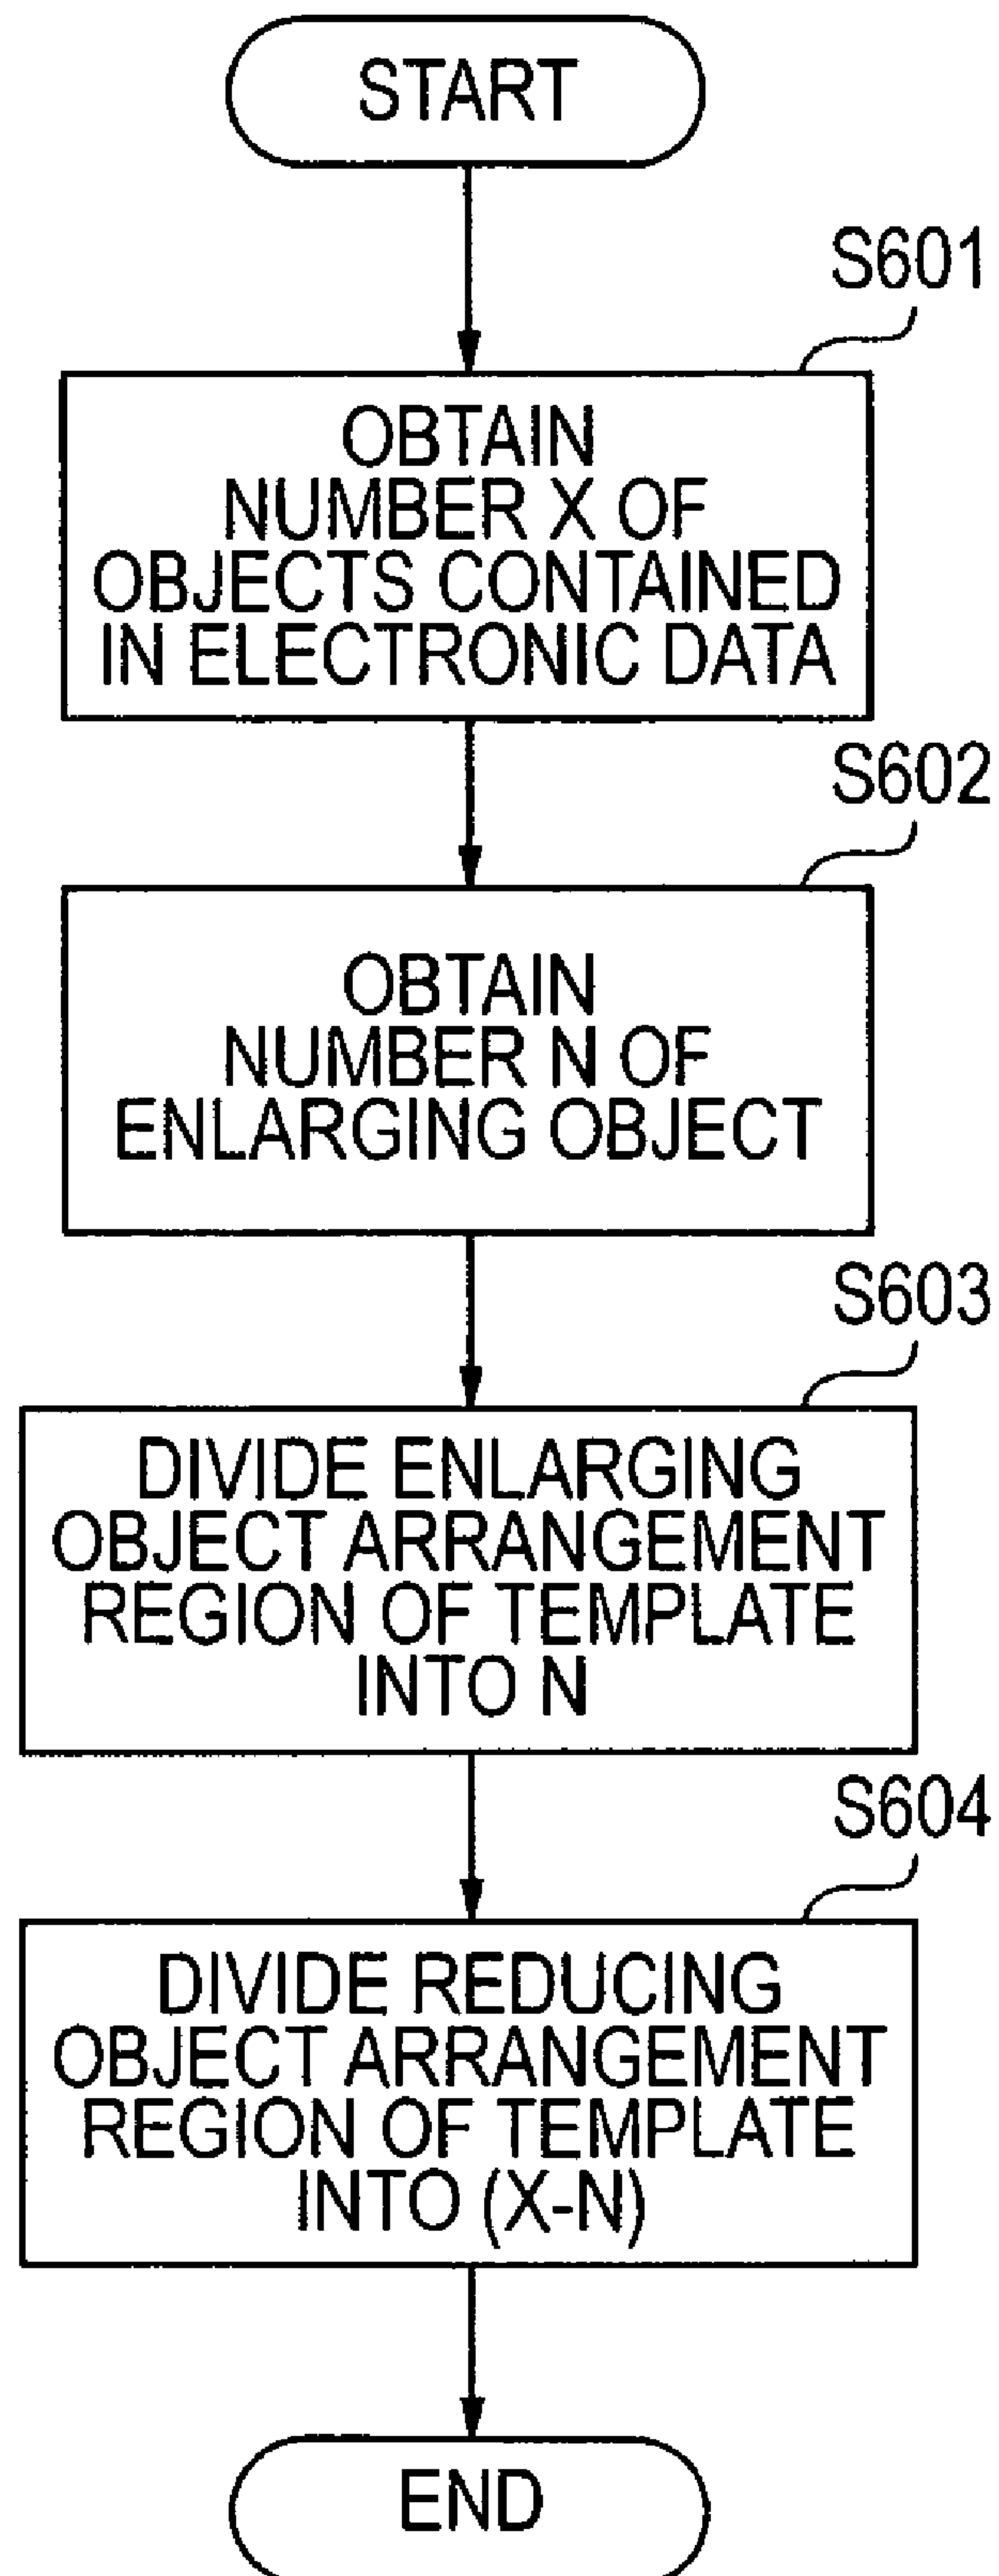 START
S601
OBTAIN
NUMBER X OF
OBJECTS CONTAINED
IN ELECTRONIC DATA
S602
OBTAIN
NUMBER N OF
ENLARGING OBJECT
S603
DIVIDE ENLARGING
OBJECT ARRANGEMENT
REGION OF TEMPLATE
INTO N
S604
DIVIDE REDUCING
OBJECT ARRANGEMENT
REGION OF TEMPLATE
INTO (X-N)
END